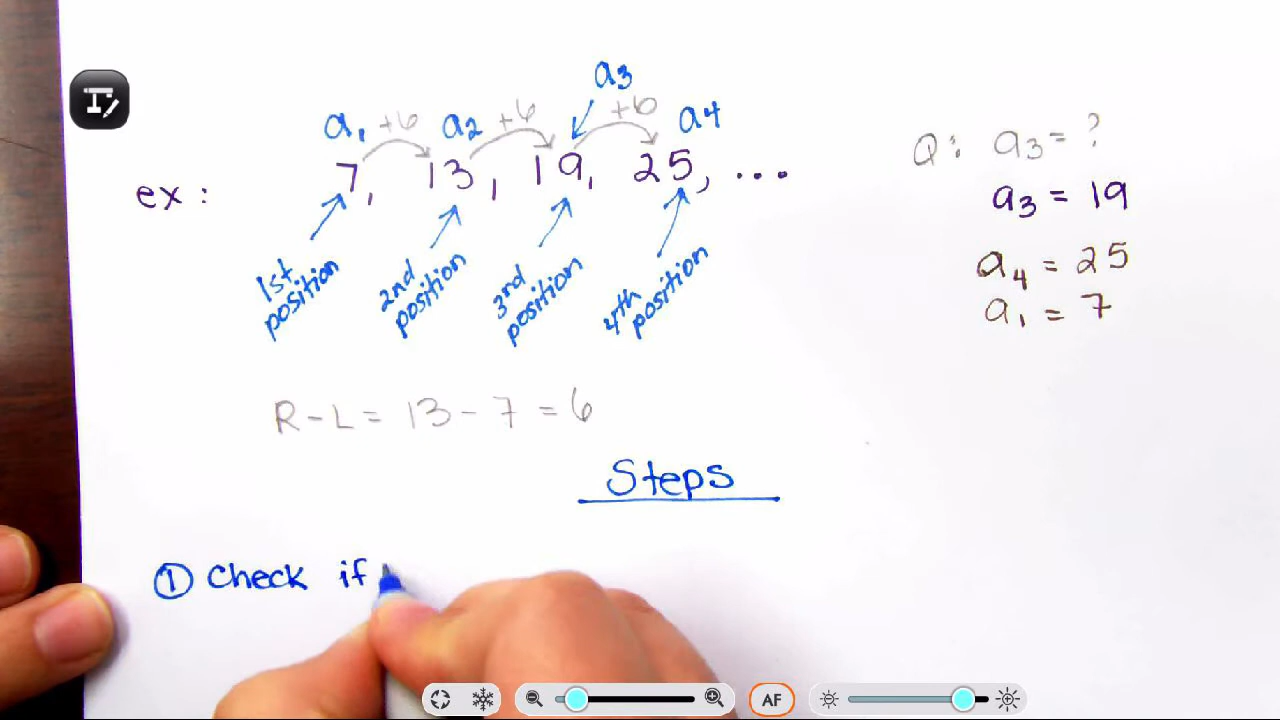 a3
a1 +6 a2 +6 +6 a4
ex: 7, 13, 19, 25, ...
1st position
2nd position
3rd position
4th position
Q: a3 = ?
a3 = 19
a4 = 25
a1 = 7
R - L = 13 - 7 = 6
Steps
① Check if
AF